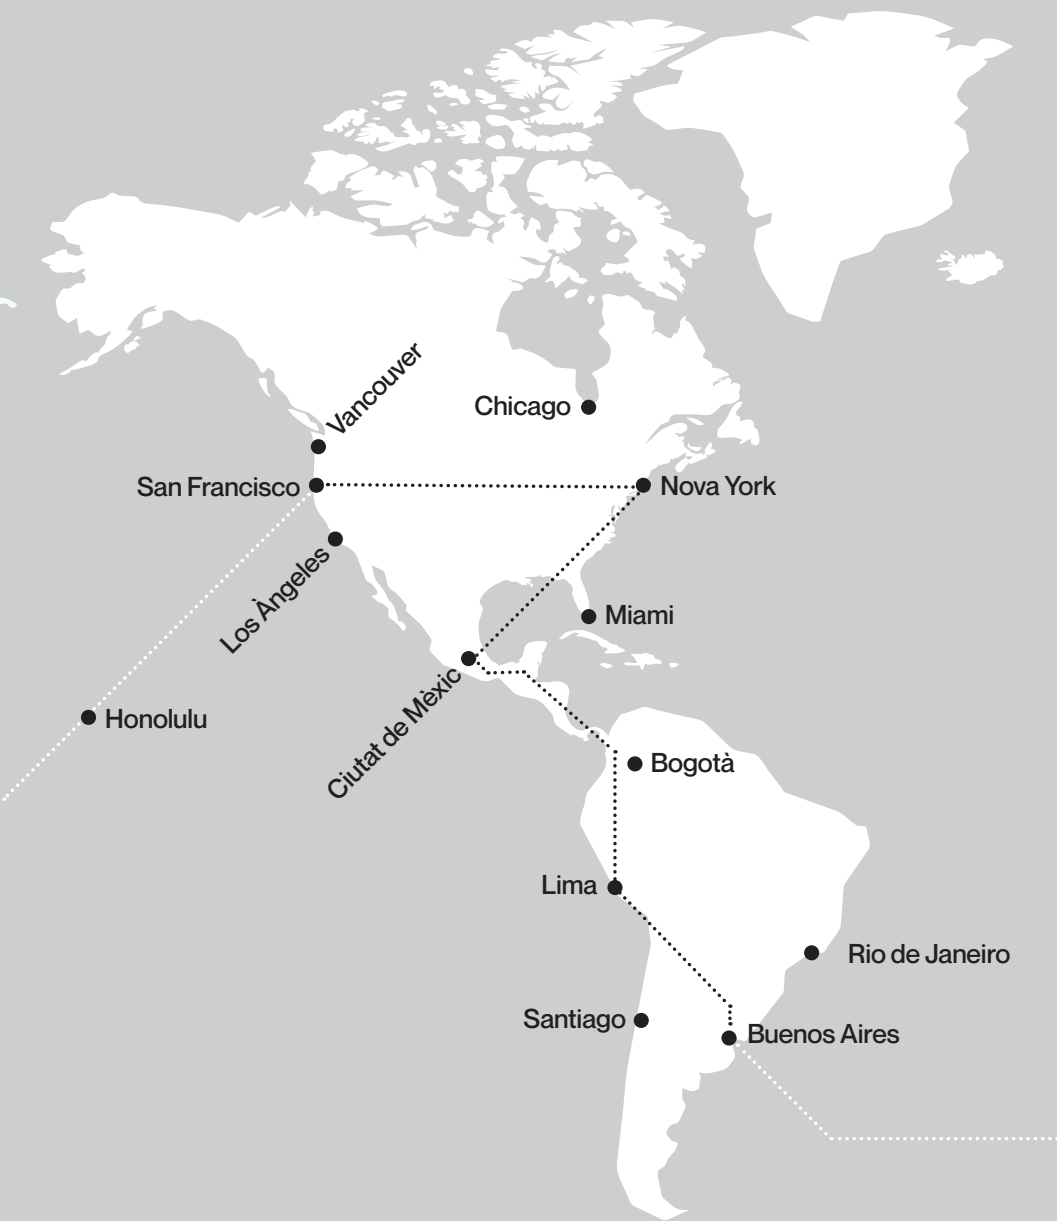 Vancouver
Chicago
San Francisco
Nova York
Los Àngeles
Miami
Ciutat de Mèxic
Honolulu
Bogotà
Lima
Rio de Janeiro
Santiago
Buenos Aires